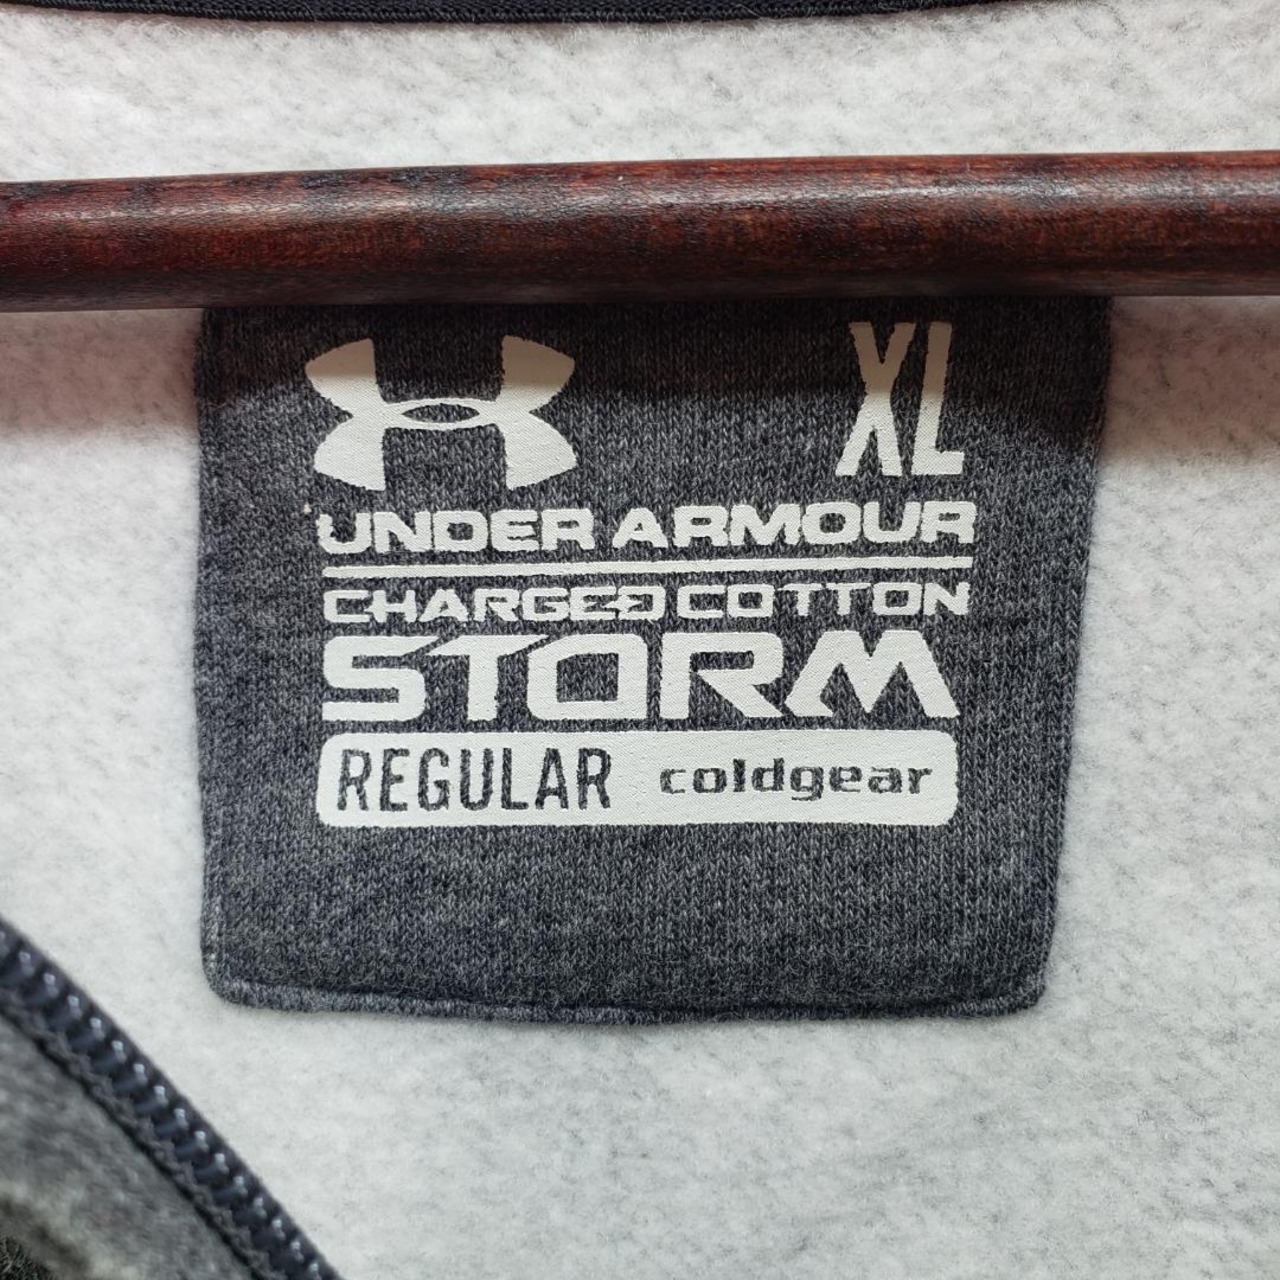 XL
UNDER ARMOUR
CHARGED COTTON
STORM
REGULAR coldgear